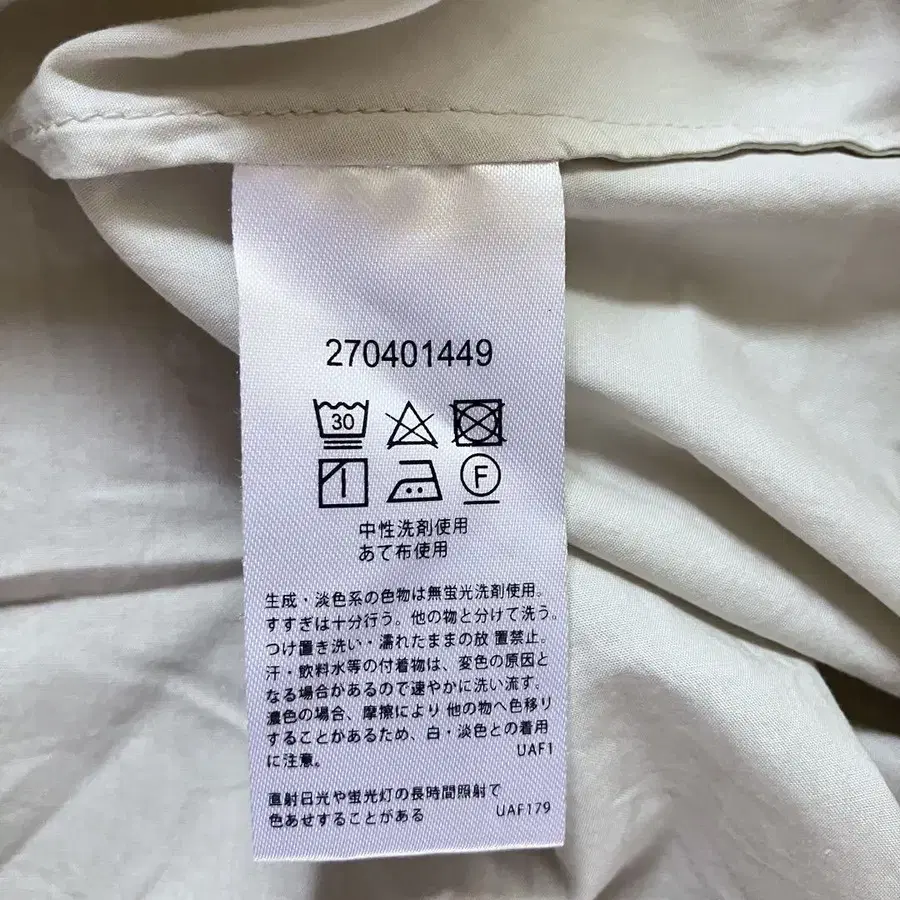 270401449
30
F
中性洗剤使用
あて布使用
生成・淡色系の色物は無蛍光洗剤使用。
すすぎは十分行う。他の物と分けて洗う。
つけ置き洗い・濡れたままの放 置禁止。
汗・飲料水等の付着物は、変色の原因と
なる場合があるので速やかに洗い流す。
濃色の場合、摩擦により 他の物へ色移り
することがあるため、白・淡色との着用
に注意。 UAF1
直射日光や蛍光灯の長時間照射で
色あせすることがある UAF179